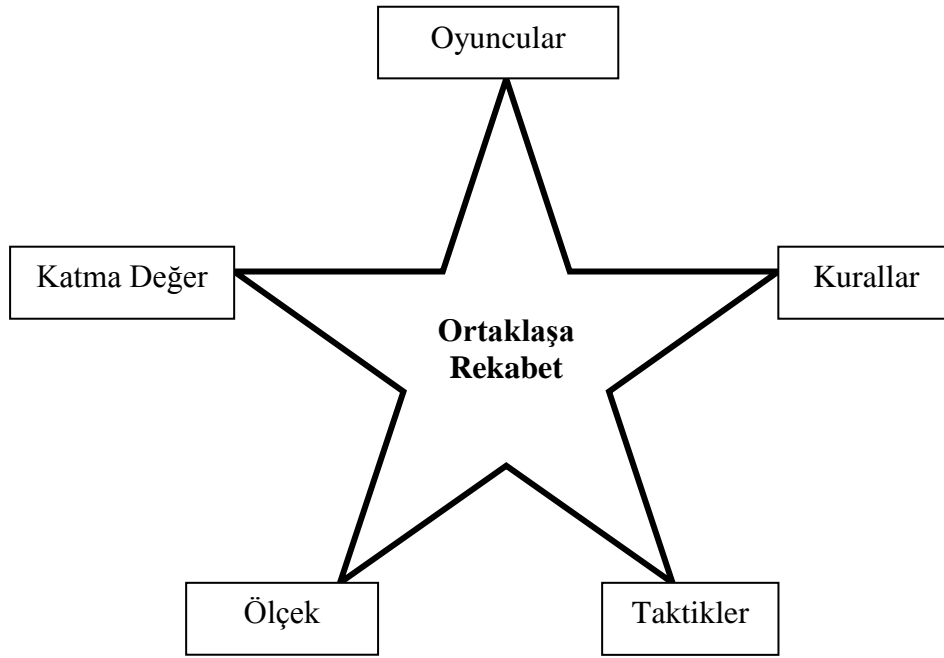 Oyuncular
Katma Değer
Kurallar
Ortaklaşa
Rekabet
Ölçek
Taktikler